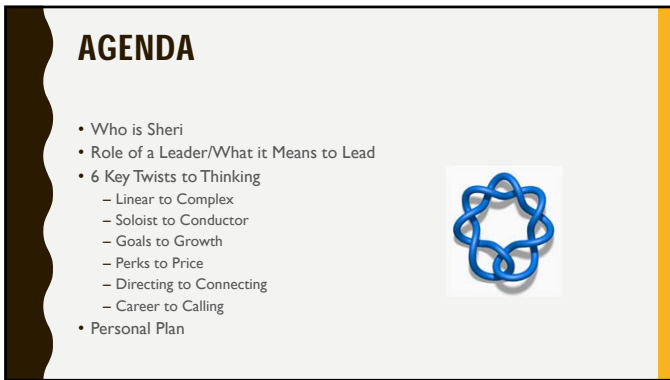 AGENDA
• Who is Sheri
• Role of a Leader/What it Means to Lead
• 6 Key Twists to Thinking
– Linear to Complex
– Soloist to Conductor
– Goals to Growth
– Perks to Price
– Directing to Connecting
– Career to Calling
• Personal Plan